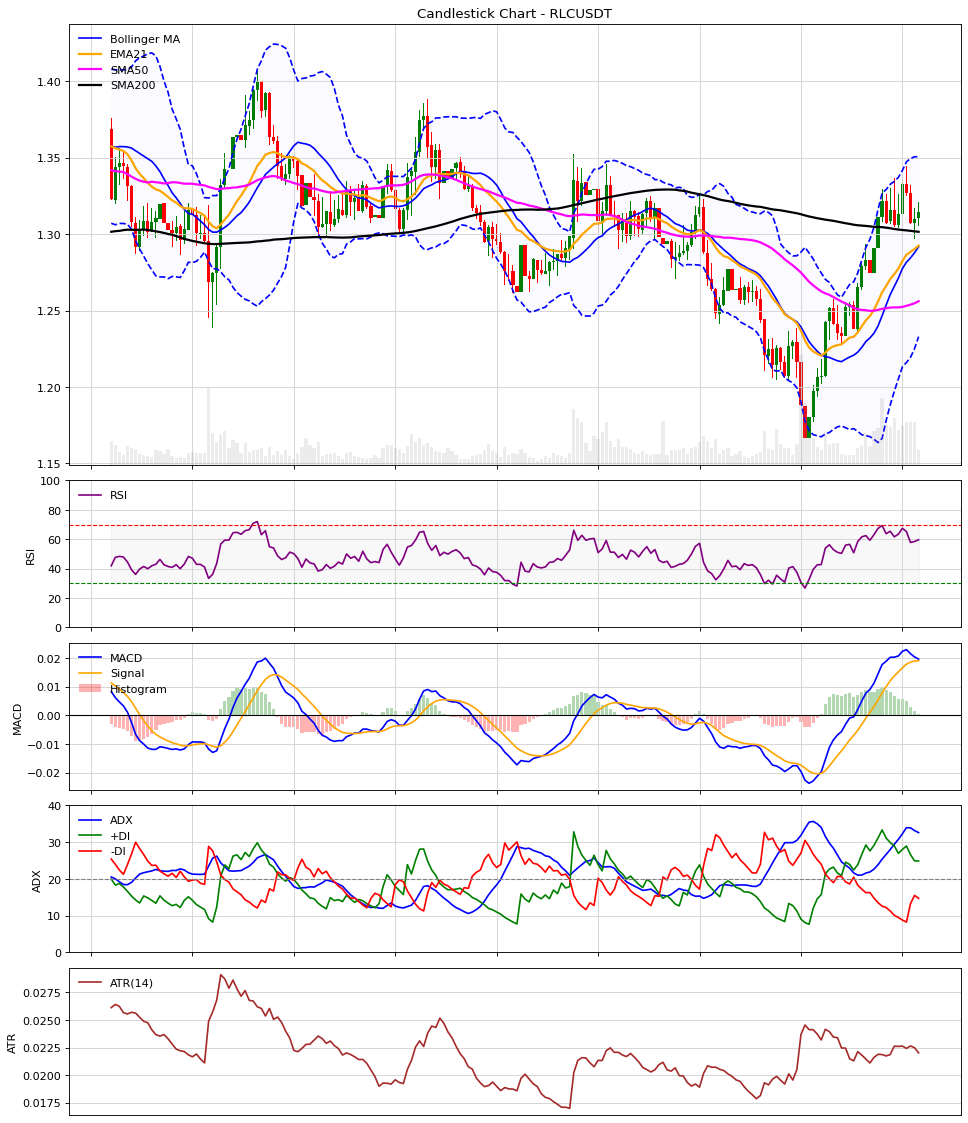 Candlestick Chart - RLCUSDT
Bollinger MA
EMA21
SMA50
SMA200
1.40
1.35
1.30
1.25
1.20
1.15
RSI
RSI
100
80
60
40
20
0
MACD
Signal
Histogram
MACD
0.02
0.01
0.00
−0.01
−0.02
ADX
+DI
-DI
ADX
40
30
20
10
0
ATR(14)
ATR
0.0275
0.0250
0.0225
0.0200
0.0175